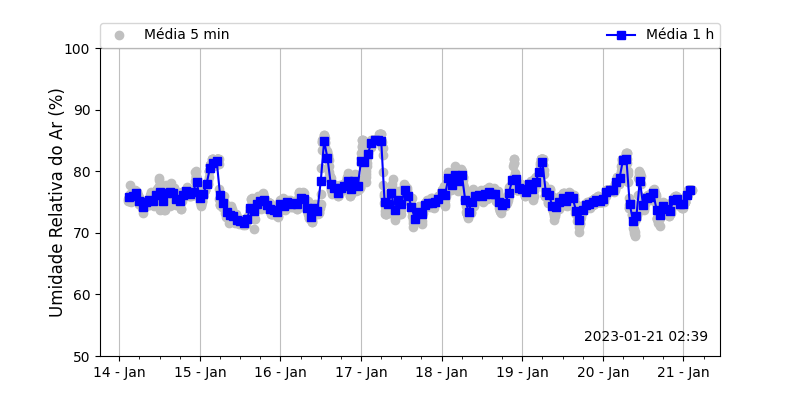 Média 5 min
Média 1 h
Umidade Relativa do Ar (%)
100
90
80
70
60
50
2023-01-21 02:39
14 - Jan
15 - Jan
16 - Jan
17 - Jan
18 - Jan
19 - Jan
20 - Jan
21 - Jan